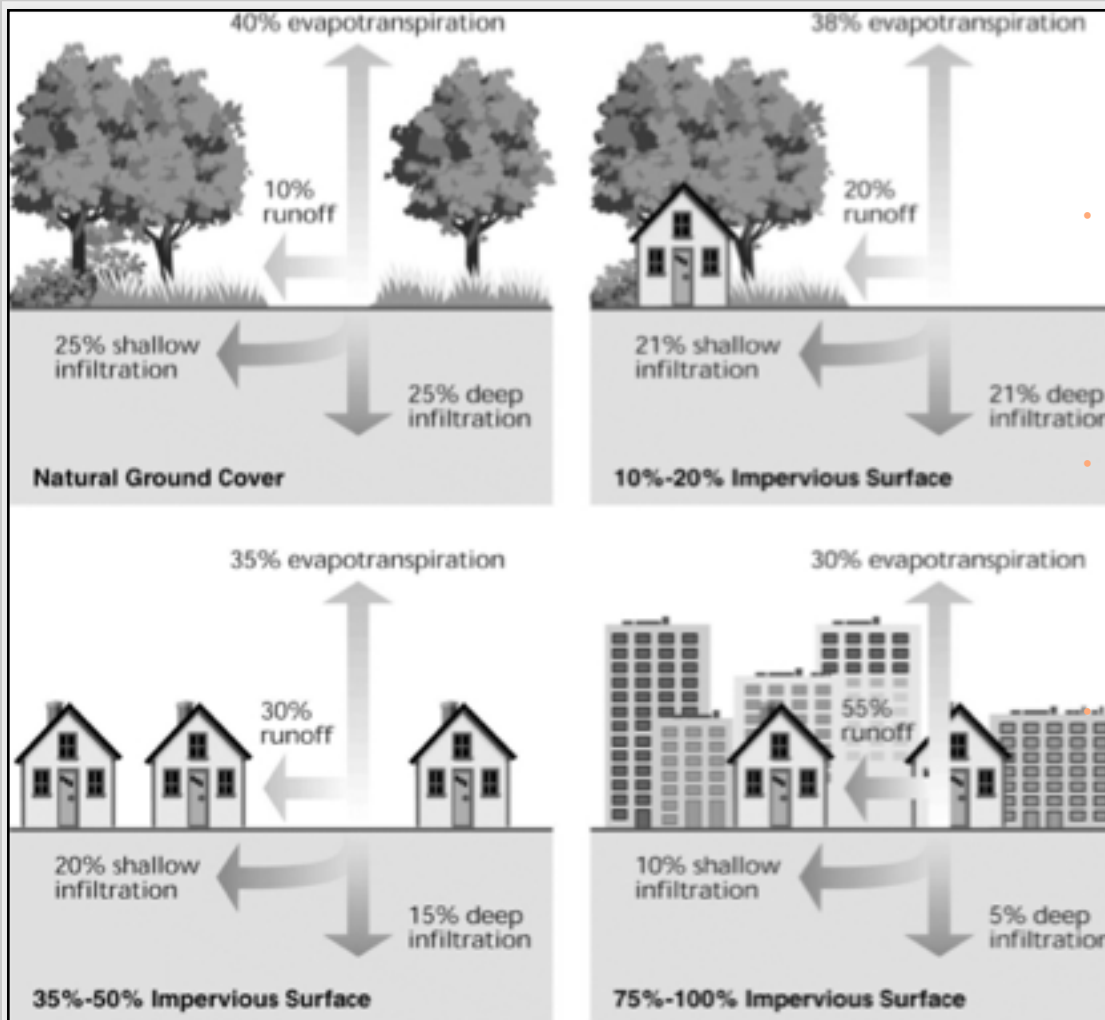 40% evapotranspiration
10%
runoff
25% shallow
infiltration
25% deep
infiltration
Natural Ground Cover
38% evapotranspiration
20%
runoff
21% shallow
infiltration
21% deep
infiltration
10%-20% Impervious Surface
35% evapotranspiration
30%
runoff
20% shallow
infiltration
15% deep
infiltration
35%-50% Impervious Surface
30% evapotranspiration
55%
runoff
10% shallow
infiltration
5% deep
infiltration
75%-100% Impervious Surface